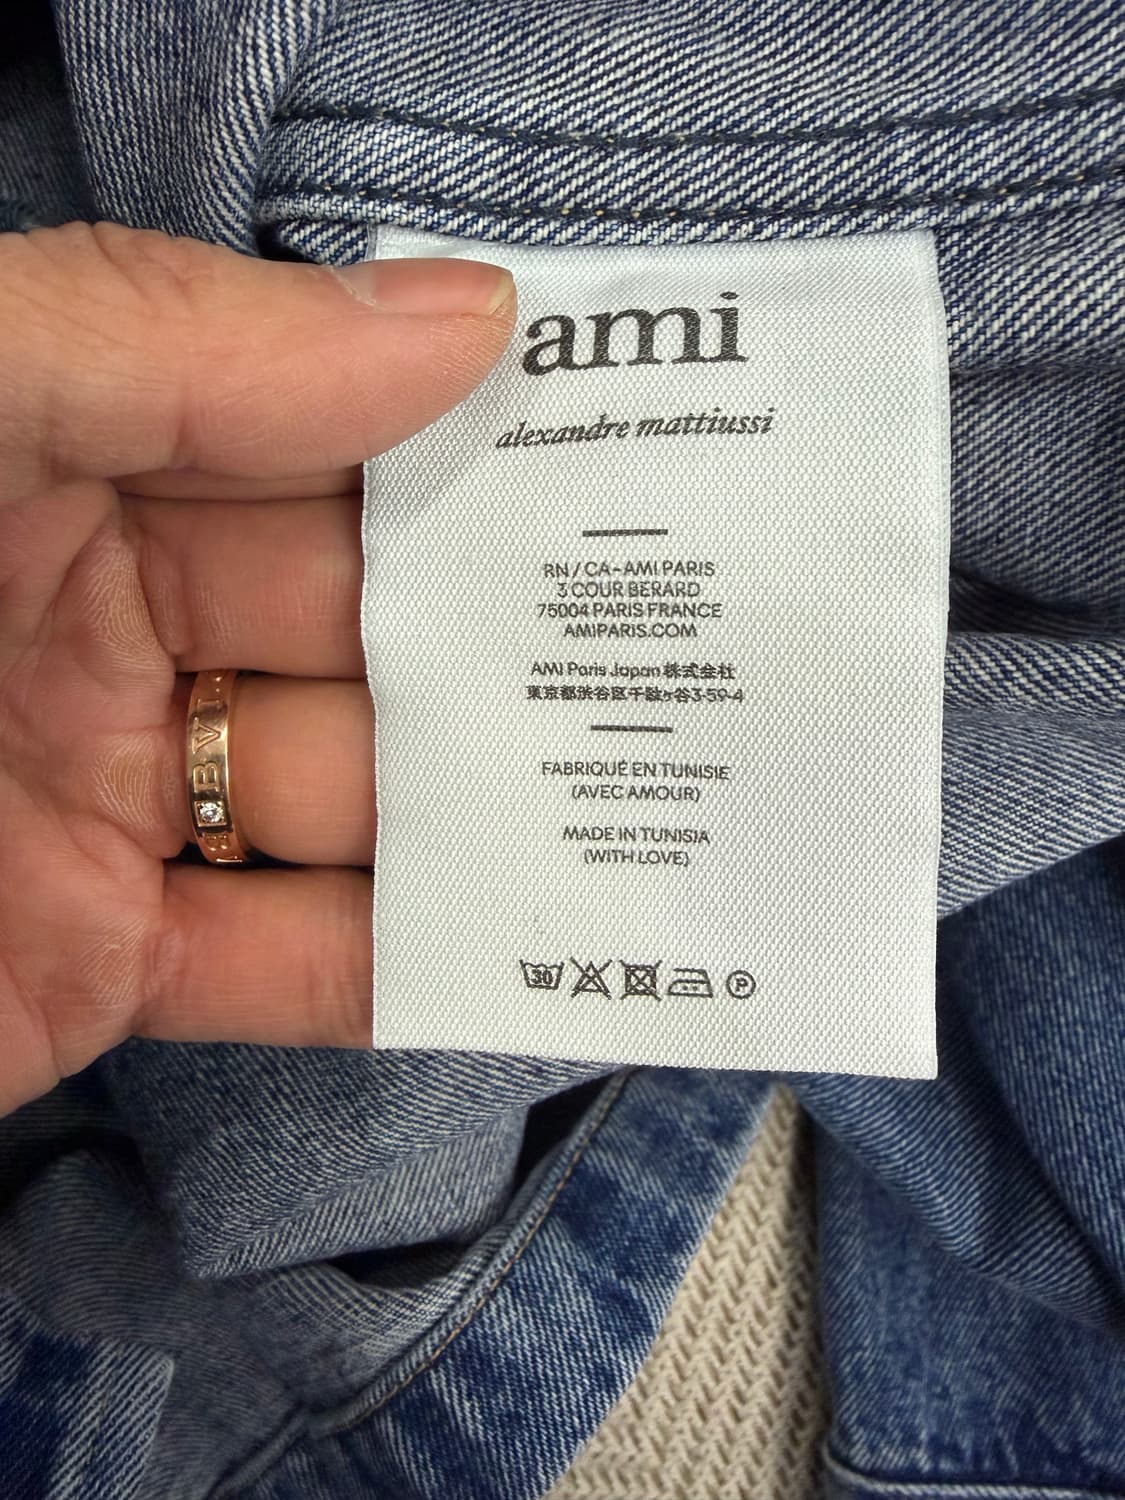 ami
alexandre mattiussi
RN / CA-AMI PARIS
3 COUR BERARD
75004 PARIS FRANCE
AMIPARIS.COM
AMI Paris Japan 株式会社
東京都渋谷区千駄ヶ谷3-59-4
FABRIQUÉ EN TUNISIE
(AVEC AMOUR)
MADE IN TUNISIA
(WITH LOVE)
30
P
BVL